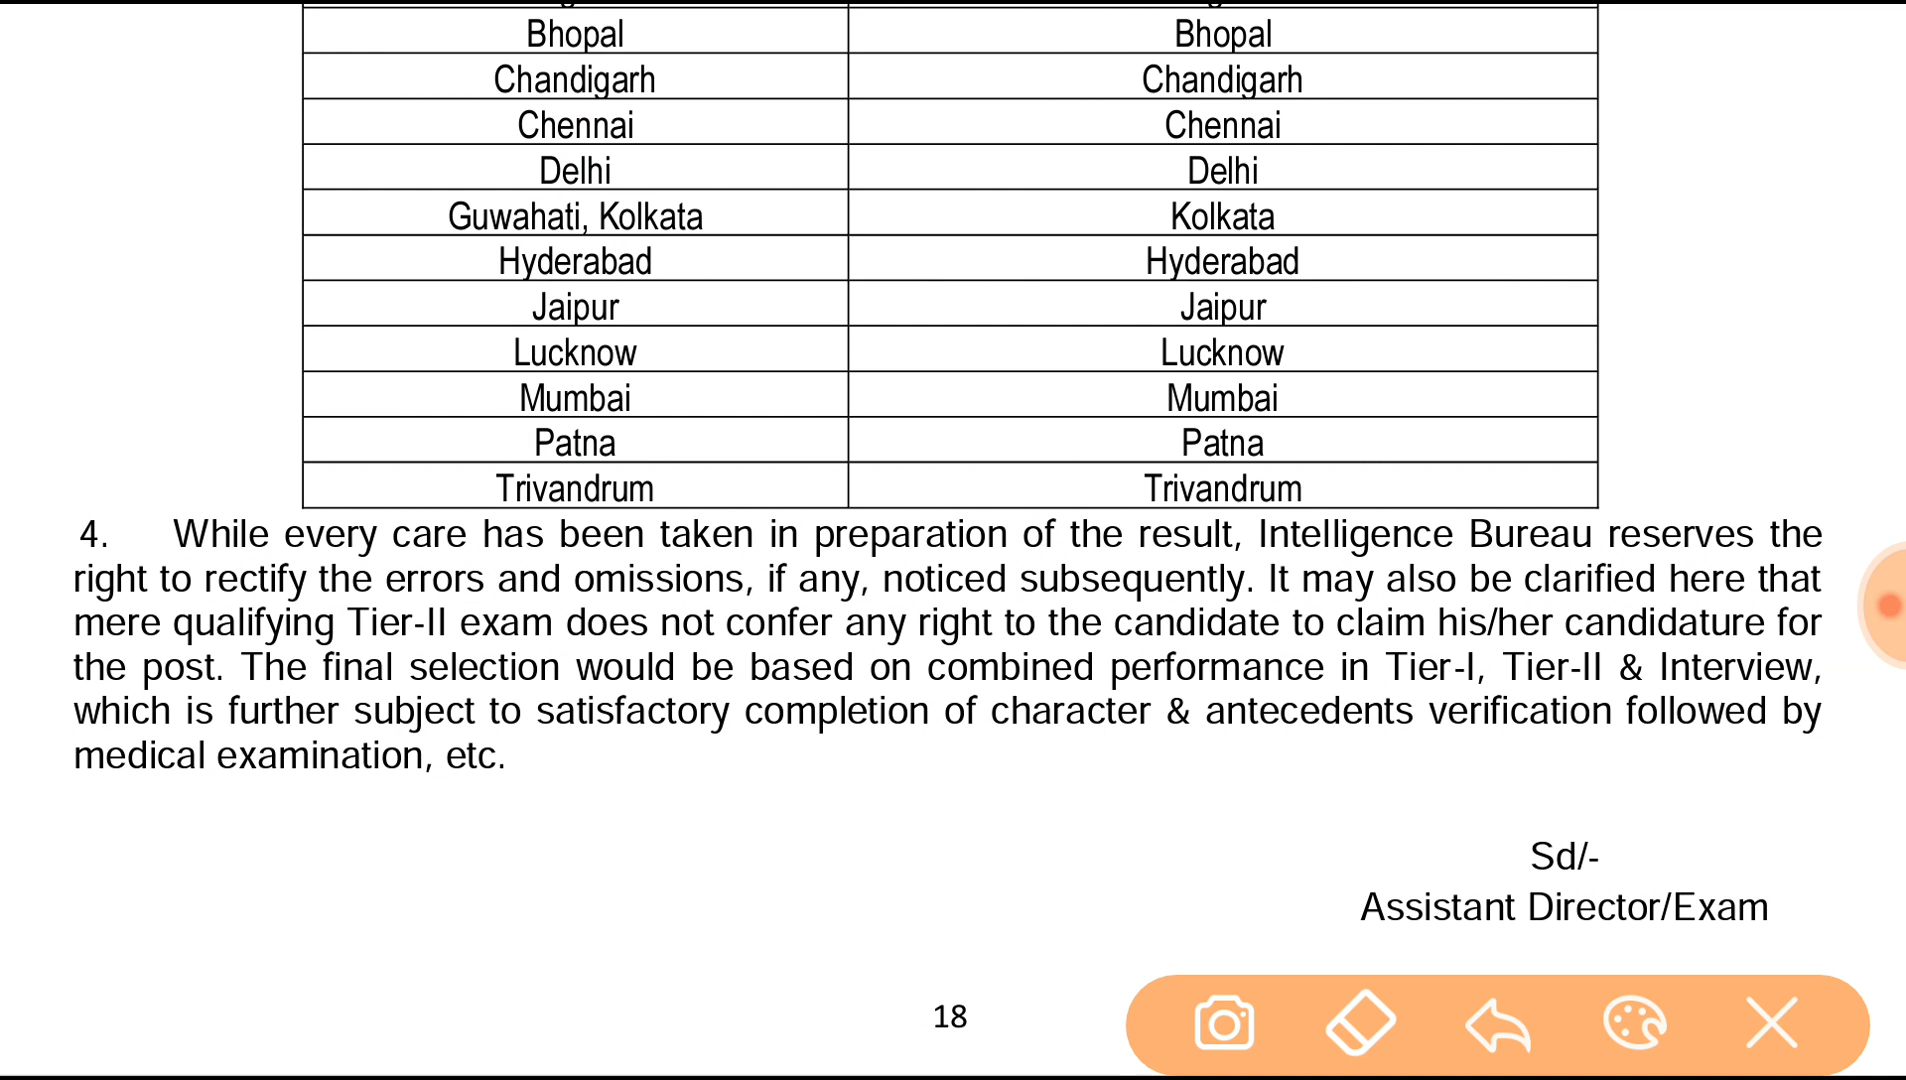 Bhopal Bhopal
Chandigarh Chandigarh
Chennai Chennai
Delhi Delhi
Guwahati, Kolkata Kolkata
Hyderabad Hyderabad
Jaipur Jaipur
Lucknow Lucknow
Mumbai Mumbai
Patna Patna
Trivandrum Trivandrum
4. While every care has been taken in preparation of the result, Intelligence Bureau reserves the
right to rectify the errors and omissions, if any, noticed subsequently. It may also be clarified here that
mere qualifying Tier-II exam does not confer any right to the candidate to claim his/her candidature for
the post. The final selection would be based on combined performance in Tier-I, Tier-II & Interview,
which is further subject to satisfactory completion of character & antecedents verification followed by
medical examination, etc.
Sd/-
Assistant Director/Exam
18